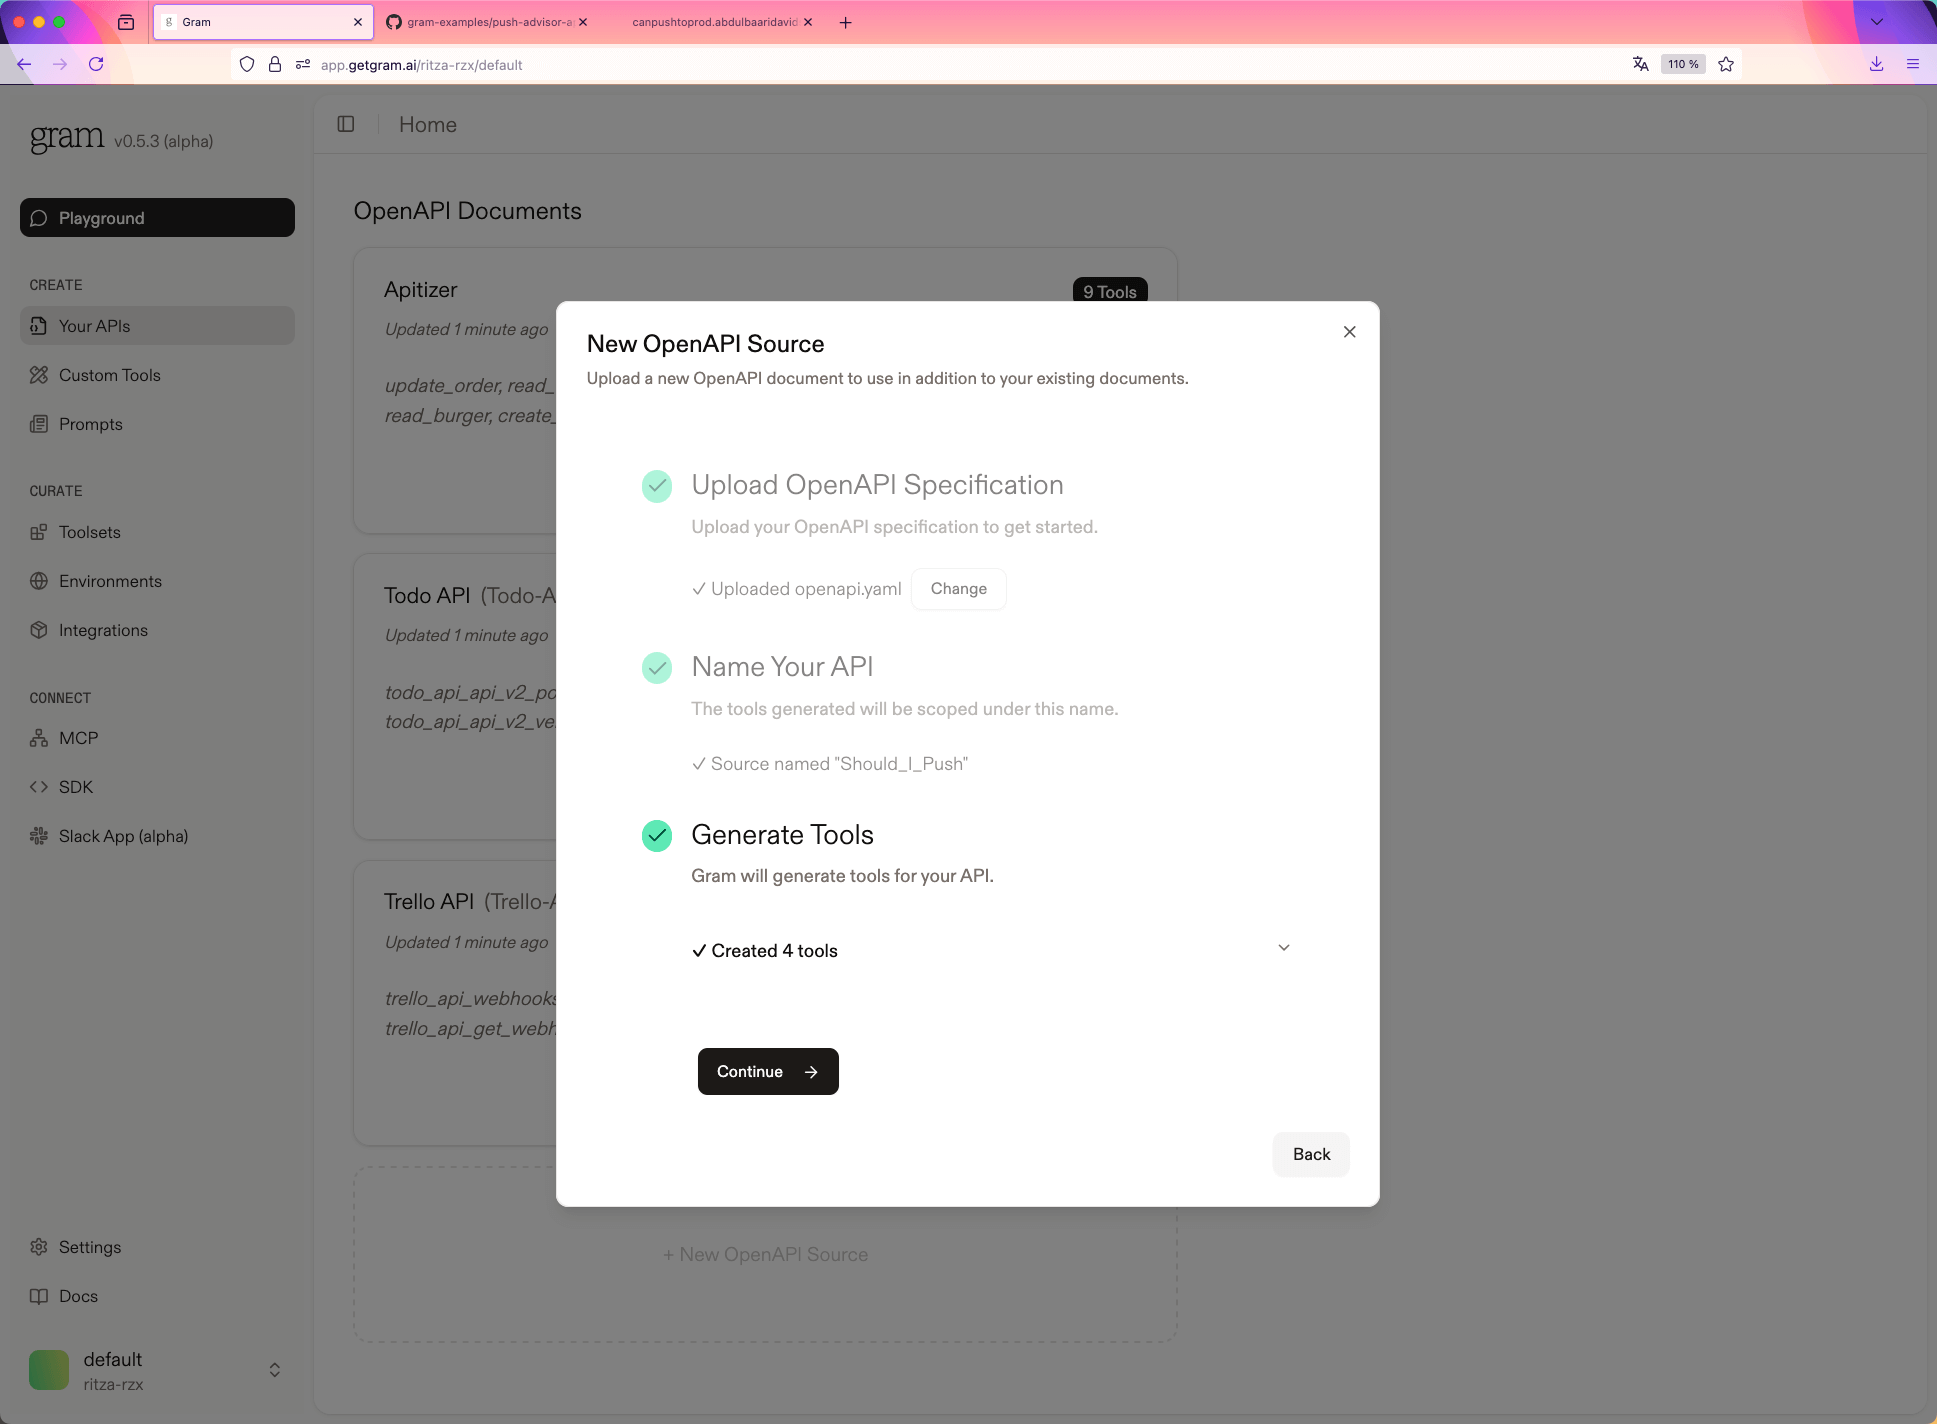 Gram
gram-examples/push-advisor-a
canpushtoprod.abdulbaaridavid
app.getgram.ai/ritza-rzx/default
110 %
gram v0.5.3 (alpha)
Home
Playground
CREATE
Your APIs
Custom Tools
Prompts
CURATE
Toolsets
Environments
Integrations
CONNECT
MCP
SDK
Slack App (alpha)
Settings
Docs
default
ritza-rzx
OpenAPI Documents
Apitizer
9 Tools
Updated 1 minute ago
update_order, read_
read_burger, create_
Todo API (Todo-A
Updated 1 minute ago
todo_api_api_v2_po
todo_api_api_v2_ve
Trello API (Trello-A
Updated 1 minute ago
trello_api_webhooks
trello_api_get_webh
+ New OpenAPI Source
New OpenAPI Source
Upload a new OpenAPI document to use in addition to your existing documents.
Upload OpenAPI Specification
Upload your OpenAPI specification to get started.
✓ Uploaded openapi.yaml
Change
Name Your API
The tools generated will be scoped under this name.
✓ Source named "Should_I_Push"
Generate Tools
Gram will generate tools for your API.
✓ Created 4 tools
Continue →
Back